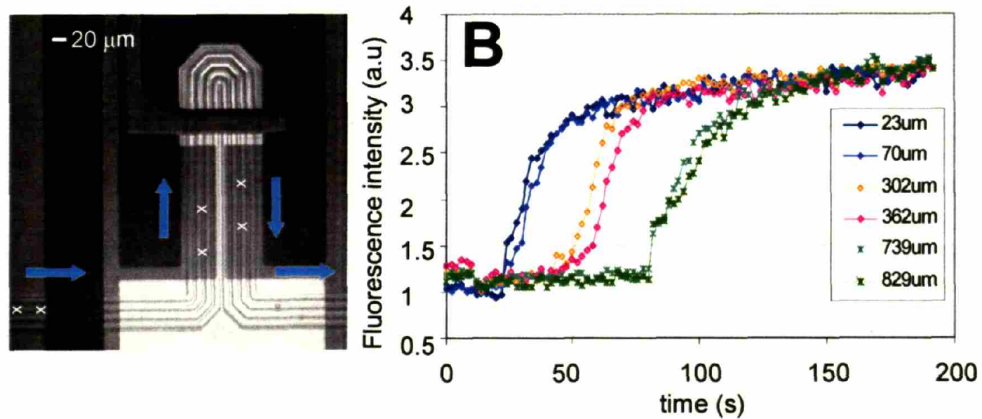 20 μm
x
x
x
x
x x
B
Fluorescence intensity (a.u)
4
3.5
3
2.5
2
1.5
1
0.5
0
50
100
150
200
time (s)
23um
70um
302um
362um
739um
829um